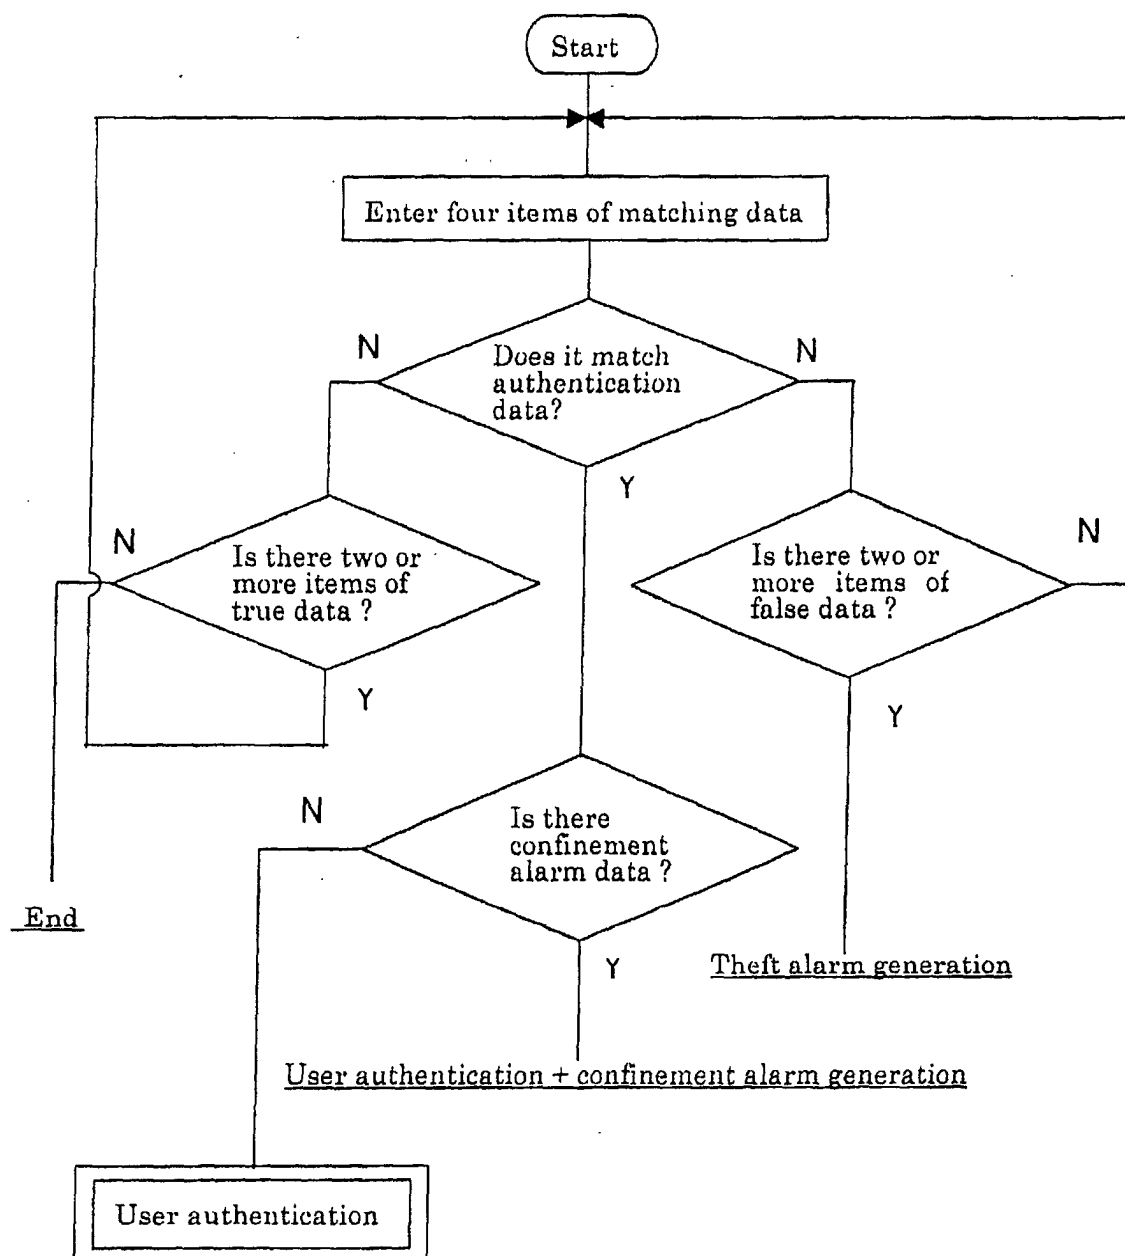 Start
Enter four items of matching data
N
N
Does it match
authentication
data?
Y
N
Is there two or
more items of
true data ?
Y
Is there two or
more items of
false data ?
N
Y
N
Is there
confinement
alarm data ?
Y
End
Theft alarm generation
User authentication + confinement alarm generation
User authentication